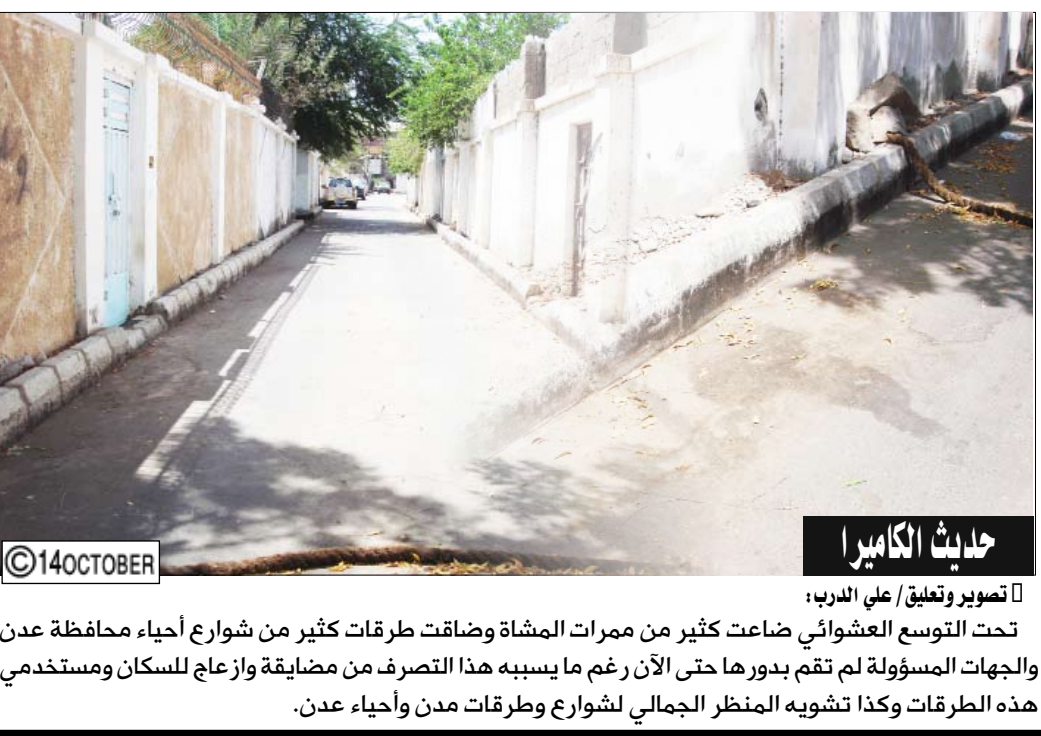 حديث الكاميرا
©14OCTOBER
تصوير وتعليق/ علي الدرب:
تحت التوسع العشوائي ضاعت كثير من ممرات المشاة وضاقت طرقات كثير من شوارع أحياء محافظة عدن
والجهات المسؤولة لم تقم بدورها حتى الآن رغم ما يسببه هذا التصرف من مضايقة وازعاج للسكان ومستخدمي
هذه الطرقات وكذا تشويه المنظر الجمالي لشوارع وطرقات مدن وأحياء عدن.